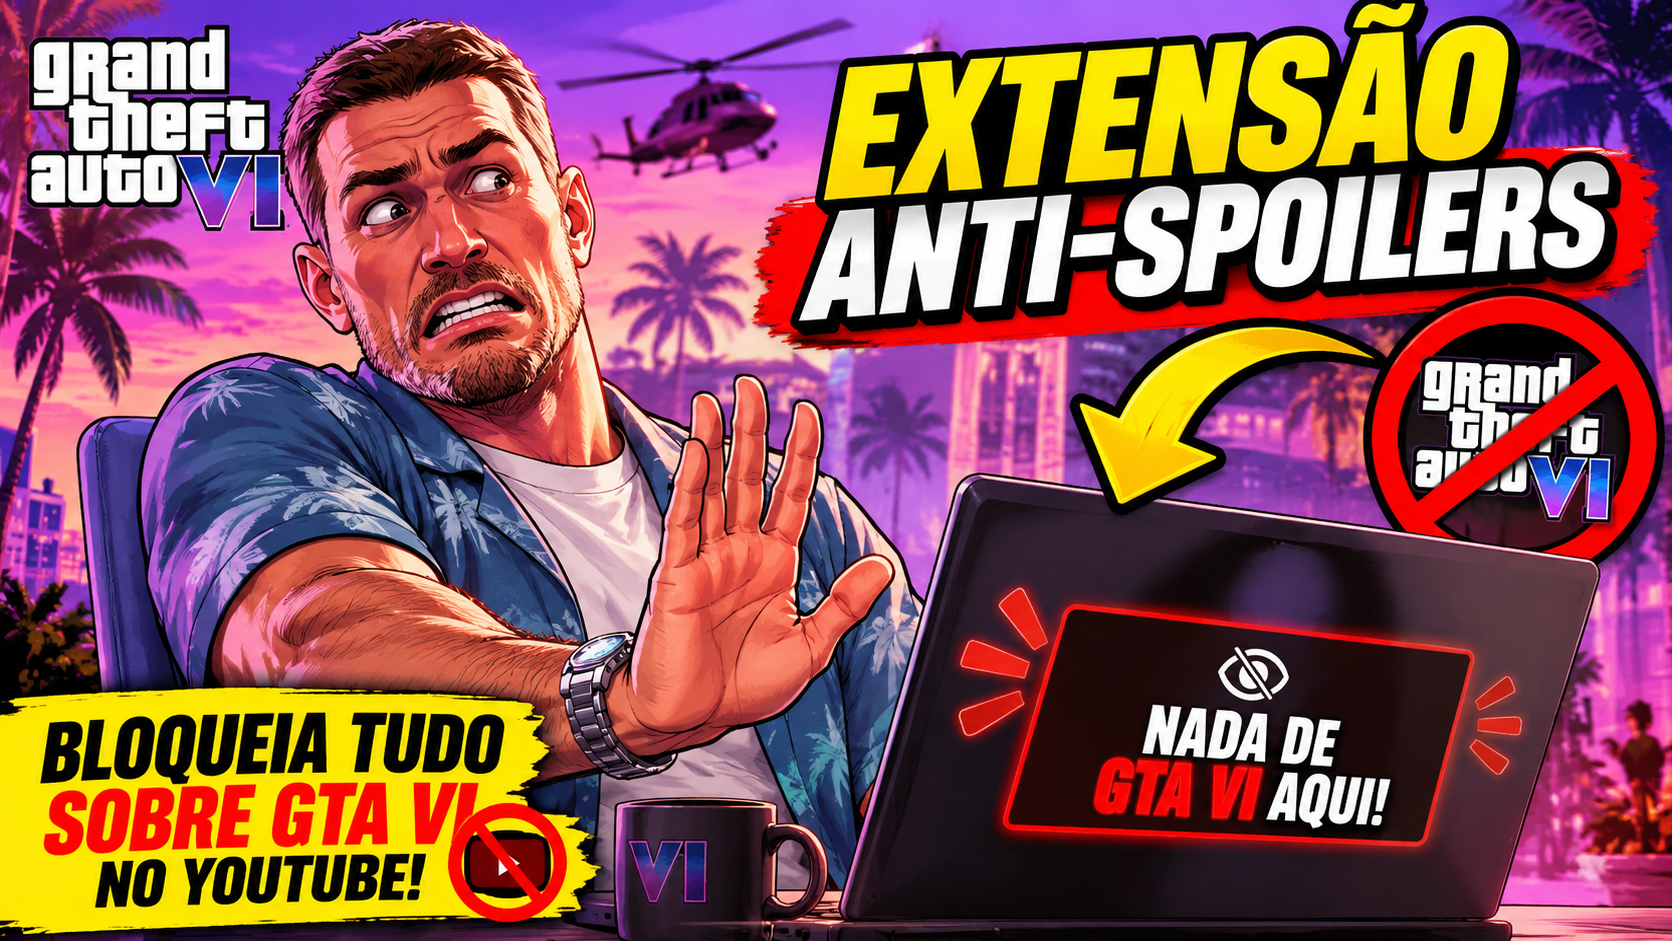 grand
theft
auto VI
EXTENSÃO
ANTI-SPOILERS
grand
theft
auto VI
NADA DE
GTA VI AQUI!
BLOQUEIA TUDO
SOBRE GTA VI
NO YOUTUBE!
VI